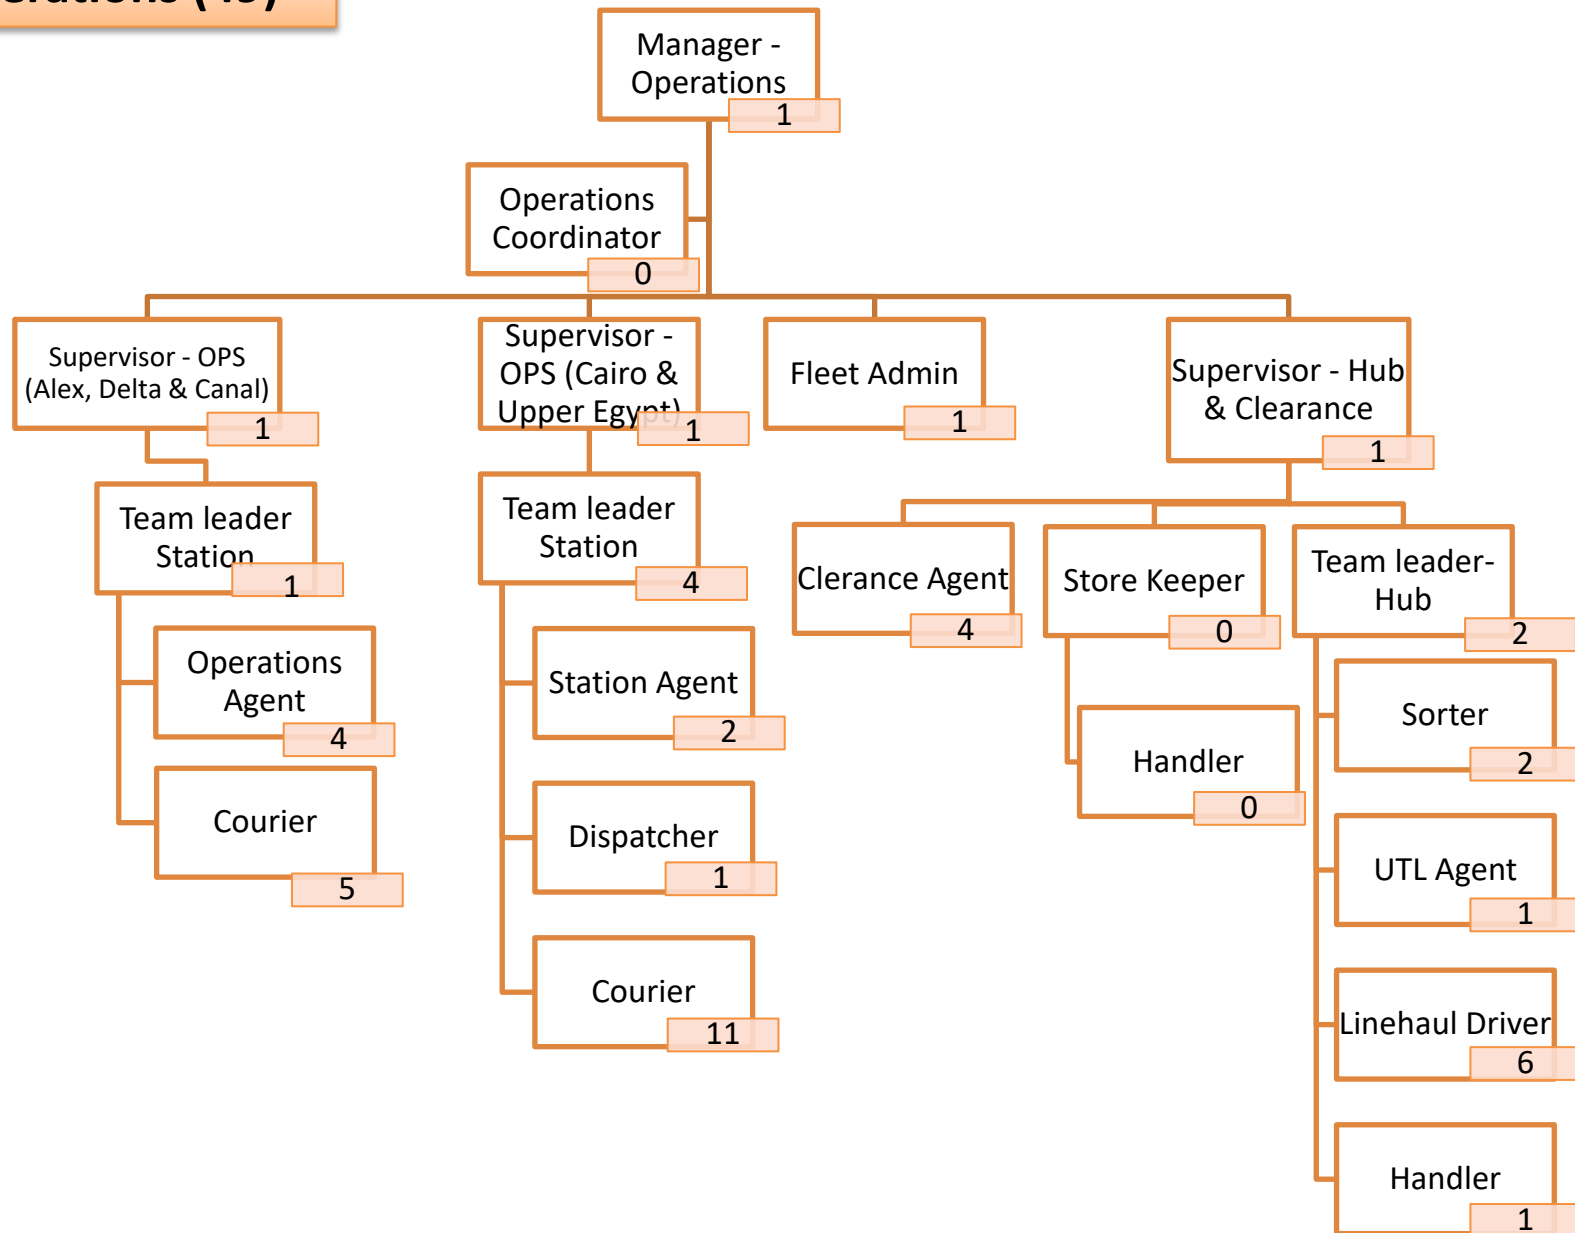 Manager -
Operations
1
Operations
Coordinator
0
Supervisor - OPS
(Alex, Delta & Canal)
1
Team leader
Station
1
Operations
Agent
4
Courier
5
Supervisor -
OPS (Cairo &
Upper Egypt)
1
Team leader
Station
4
Station Agent
2
Dispatcher
1
Courier
11
Fleet Admin
1
Supervisor - Hub
& Clearance
1
Clerance Agent
4
Store Keeper
0
Handler
0
Team leader-
Hub
2
Sorter
2
UTL Agent
1
Linehaul Driver
6
Handler
1